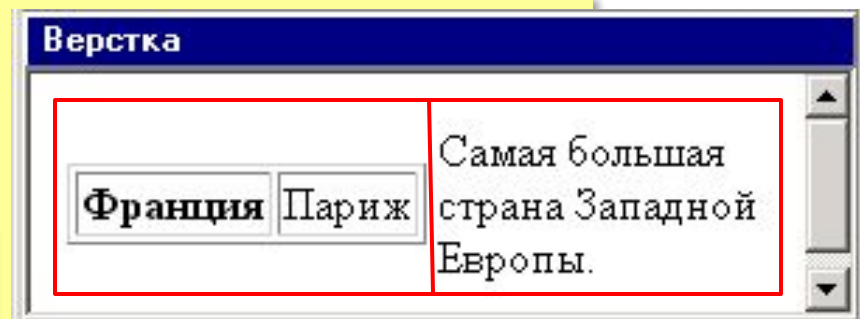 Верстка
Франция Париж
Самая большая
страна Западной
Европы.